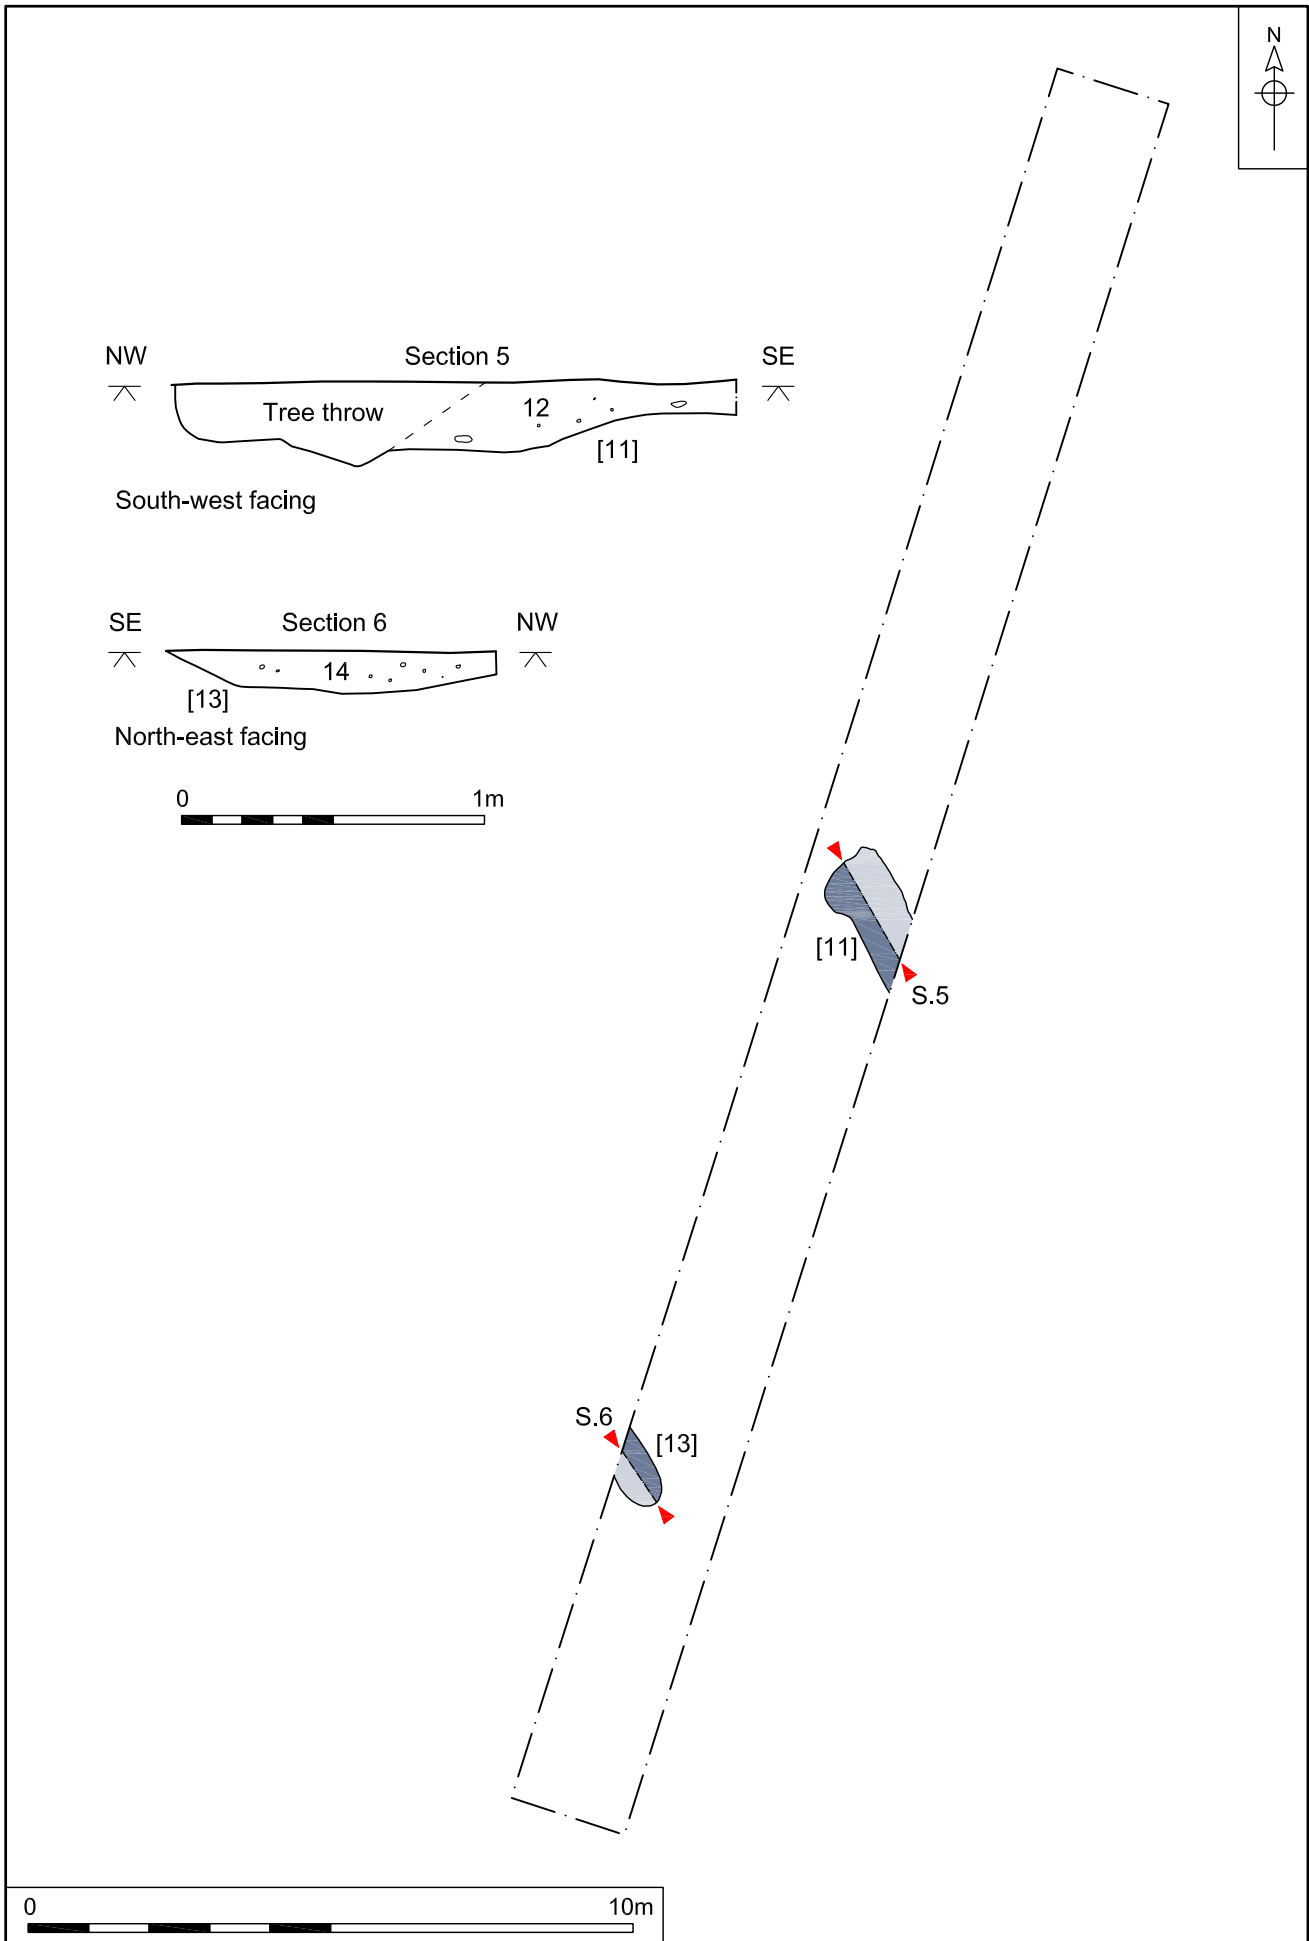 N
NW Section 5 SE
Tree throw 12
[11]
South-west facing
SE Section 6 NW
14
[13]
North-east facing
0 1m
[11]
S.5
S.6
[13]
0 10m